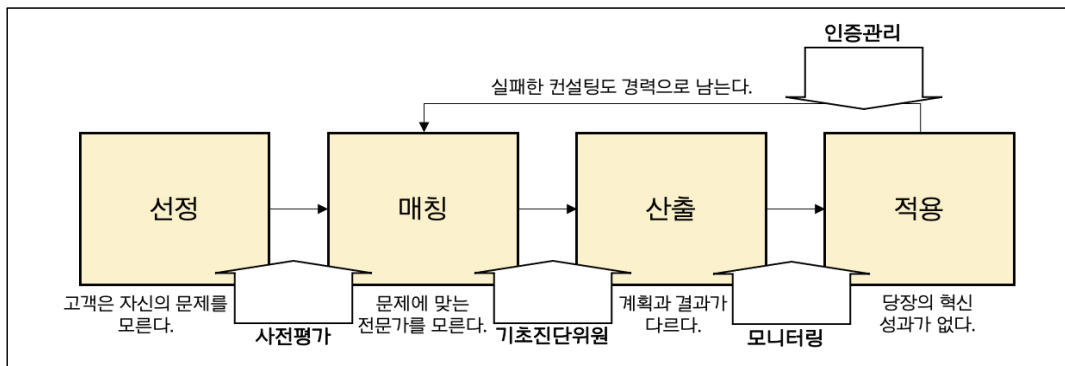 인증관리
실패한 컨설팅도 경력으로 남는다.
선정
매칭
산출
적용
고객은 자신의 문제를
모른다.
사전평가
문제에 맞는
전문가를 모른다.
기초진단위원
계획과 결과가
다르다.
모니터링
당장의 혁신
성과가 없다.